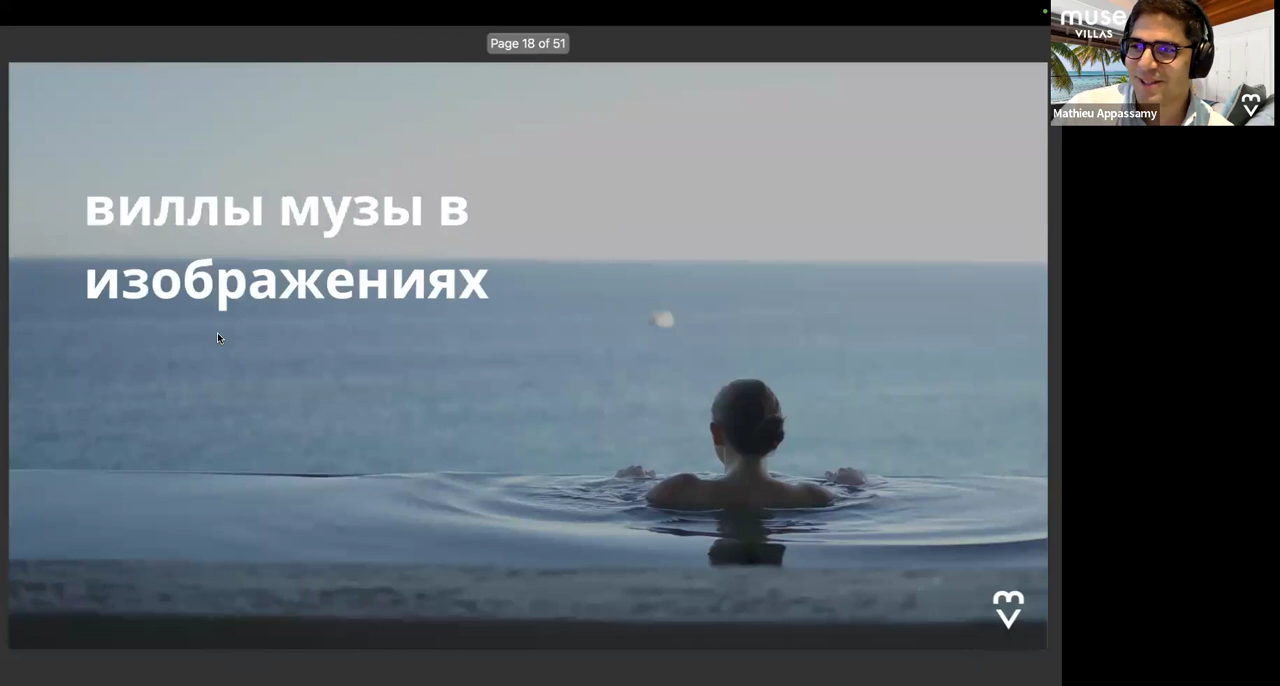 Page 18 of 51
muse
VILLAS
Mathieu Appassamy
виллы музы в
изображениях